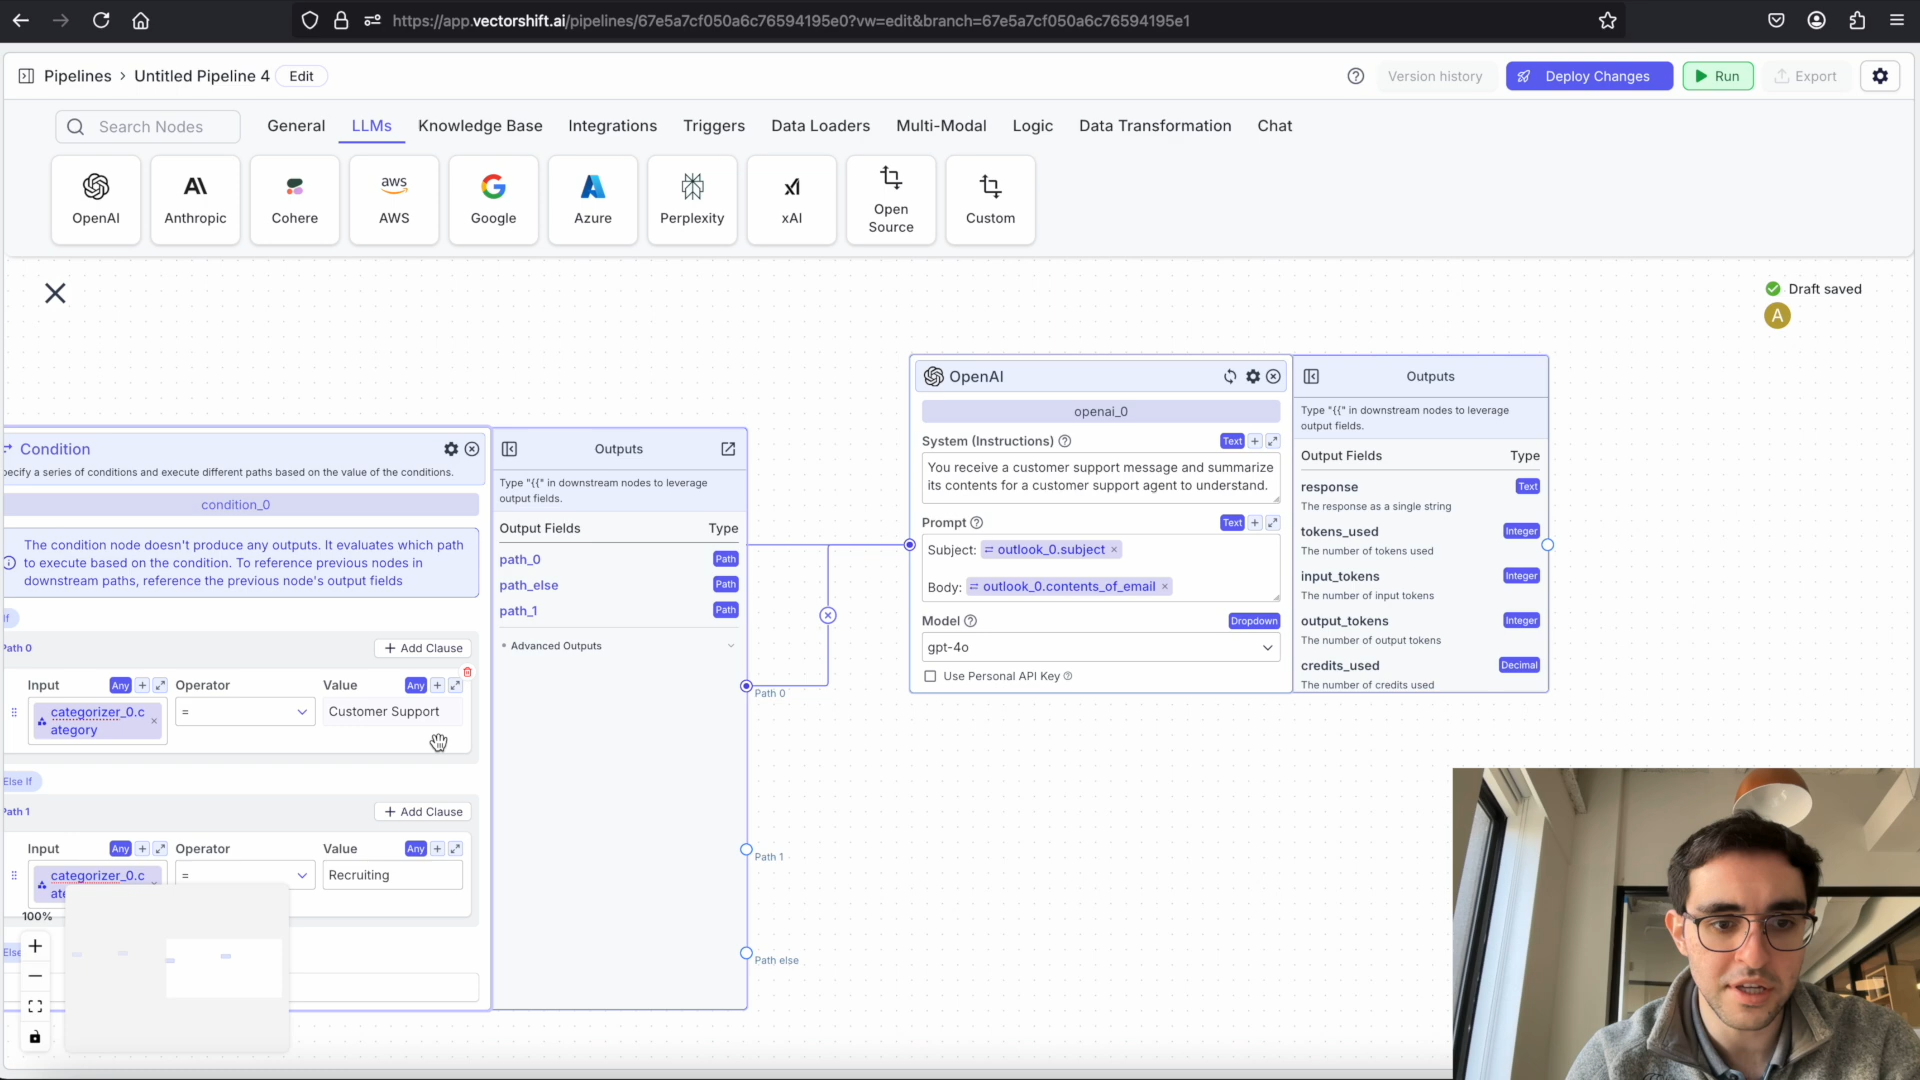 https://app.vectorshift.ai/pipelines/67e5a7cf050a6c76594195e0?vw=edit&branch=67e5a7cf050a6c76594195e1
Pipelines > Untitled Pipeline 4 Edit
Version history
Deploy Changes
Run
Export
Search Nodes
General
LLMs
Knowledge Base
Integrations
Triggers
Data Loaders
Multi-Modal
Logic
Data Transformation
Chat
OpenAI
Anthropic
Cohere
aws
AWS
Google
Azure
Perplexity
xAI
Open
Source
Custom
Draft saved
A
Condition
pecify a series of conditions and execute different paths based on the value of the conditions.
condition_0
The condition node doesn't produce any outputs. It evaluates which path
to execute based on the condition. To reference previous nodes in
downstream paths, reference the previous node's output fields
If
Path 0
+ Add Clause
Input Any + Operator Value Any +
categorizer_0.c
ategory
=
Customer Support
Else If
Path 1
+ Add Clause
Input Any + Operator Value Any +
categorizer_0.c
ate
=
Recruiting
100%
Else
Outputs
Type "{{" in downstream nodes to leverage
output fields.
Output Fields Type
path_0 Path
path_else Path
path_1 Path
Advanced Outputs
Path 0
Path 1
Path else
OpenAI
openai_0
System (Instructions) Text +
You receive a customer support message and summarize
its contents for a customer support agent to understand.
Prompt Text +
Subject: outlook_0.subject ×
Body: outlook_0.contents_of_email ×
Model Dropdown
gpt-4o
Use Personal API Key
Outputs
Type "{{" in downstream nodes to leverage
output fields.
Output Fields Type
response Text
The response as a single string
tokens_used Integer
The number of tokens used
input_tokens Integer
The number of input tokens
output_tokens Integer
The number of output tokens
credits_used Decimal
The number of credits used